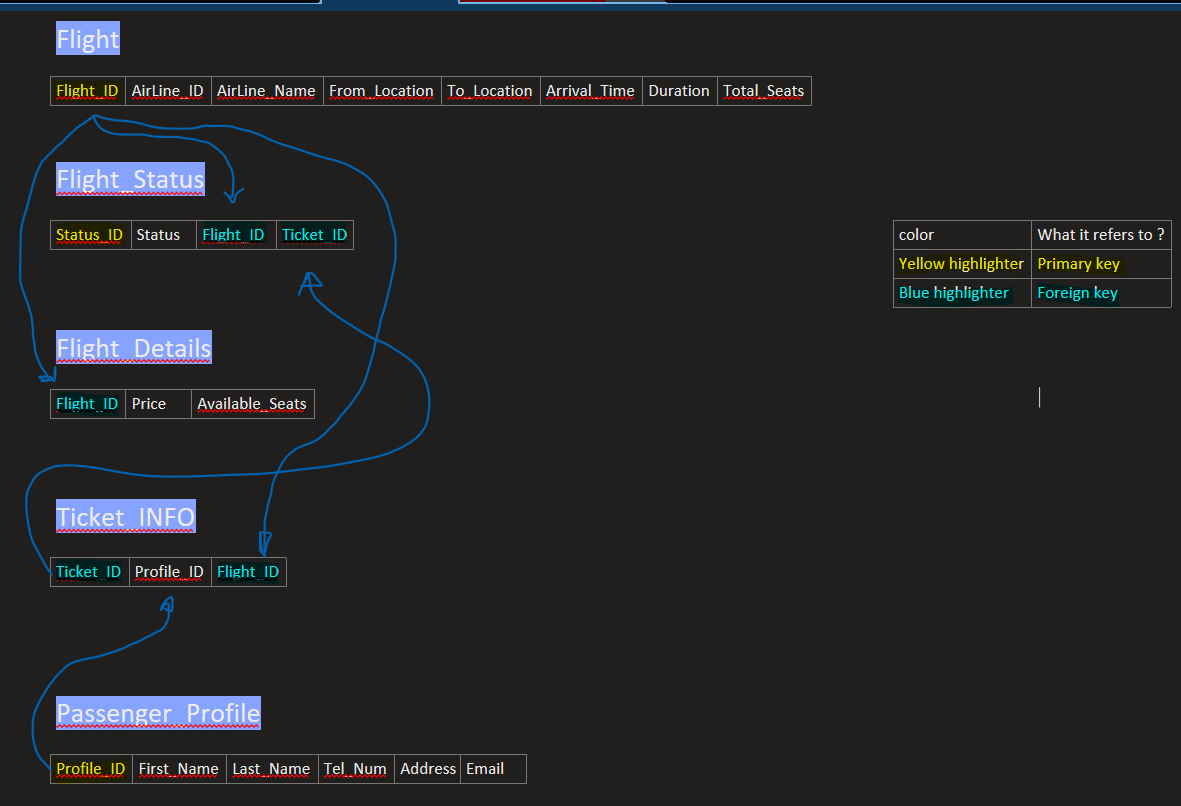 Flight
Flight_ID AirLine_ID AirLine_Name From_Location To_Location Arrival_Time Duration Total_Seats
Flight_Status
Status_ID Status Flight_ID Ticket_ID
color What it refers to ?
Yellow highlighter Primary key
Blue highlighter Foreign key
Flight_Details
Flight_ID Price Available_Seats
Ticket_INFO
Ticket_ID Profile_ID Flight_ID
Passenger_Profile
Profile_ID First_Name Last_Name Tel_Num Address Email